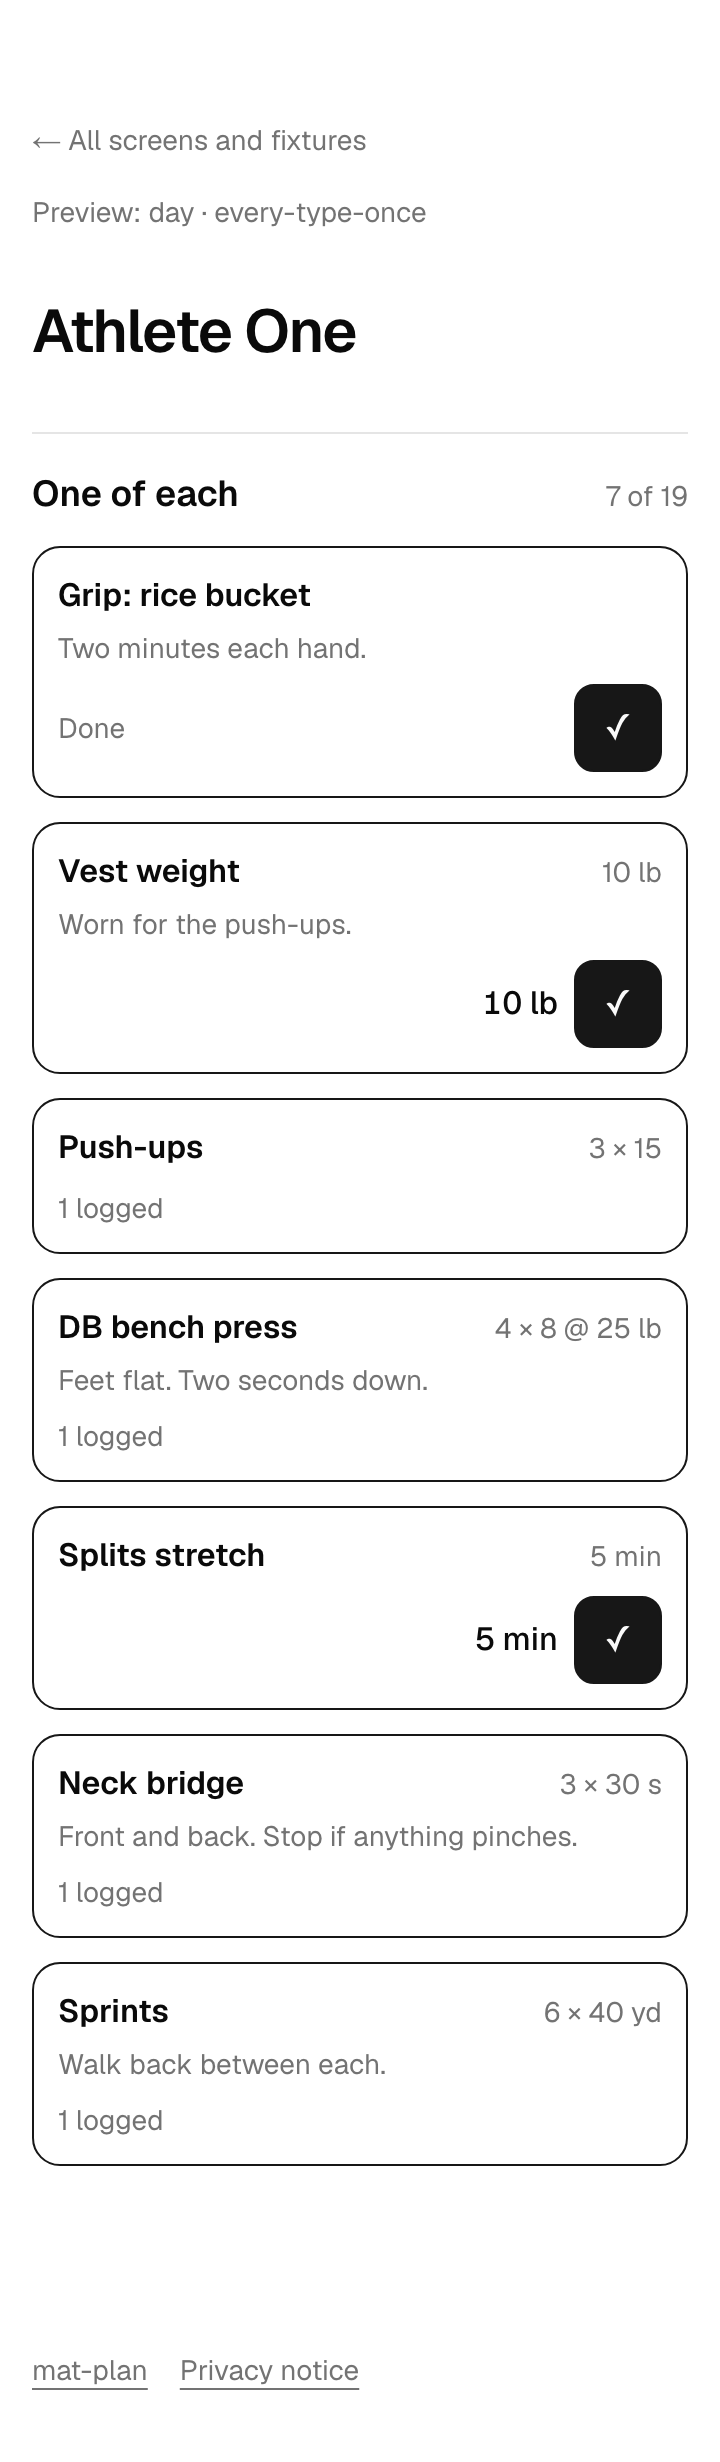 ← All screens and fixtures
Preview: day · every-type-once
Athlete One
One of each 7 of 19
Grip: rice bucket
Two minutes each hand.
Done ✓
Vest weight 10 lb
Worn for the push-ups.
10 lb ✓
Push-ups 3 × 15
1 logged
DB bench press 4 × 8 @ 25 lb
Feet flat. Two seconds down.
1 logged
Splits stretch 5 min
5 min ✓
Neck bridge 3 × 30 s
Front and back. Stop if anything pinches.
1 logged
Sprints 6 × 40 yd
Walk back between each.
1 logged
mat-plan Privacy notice